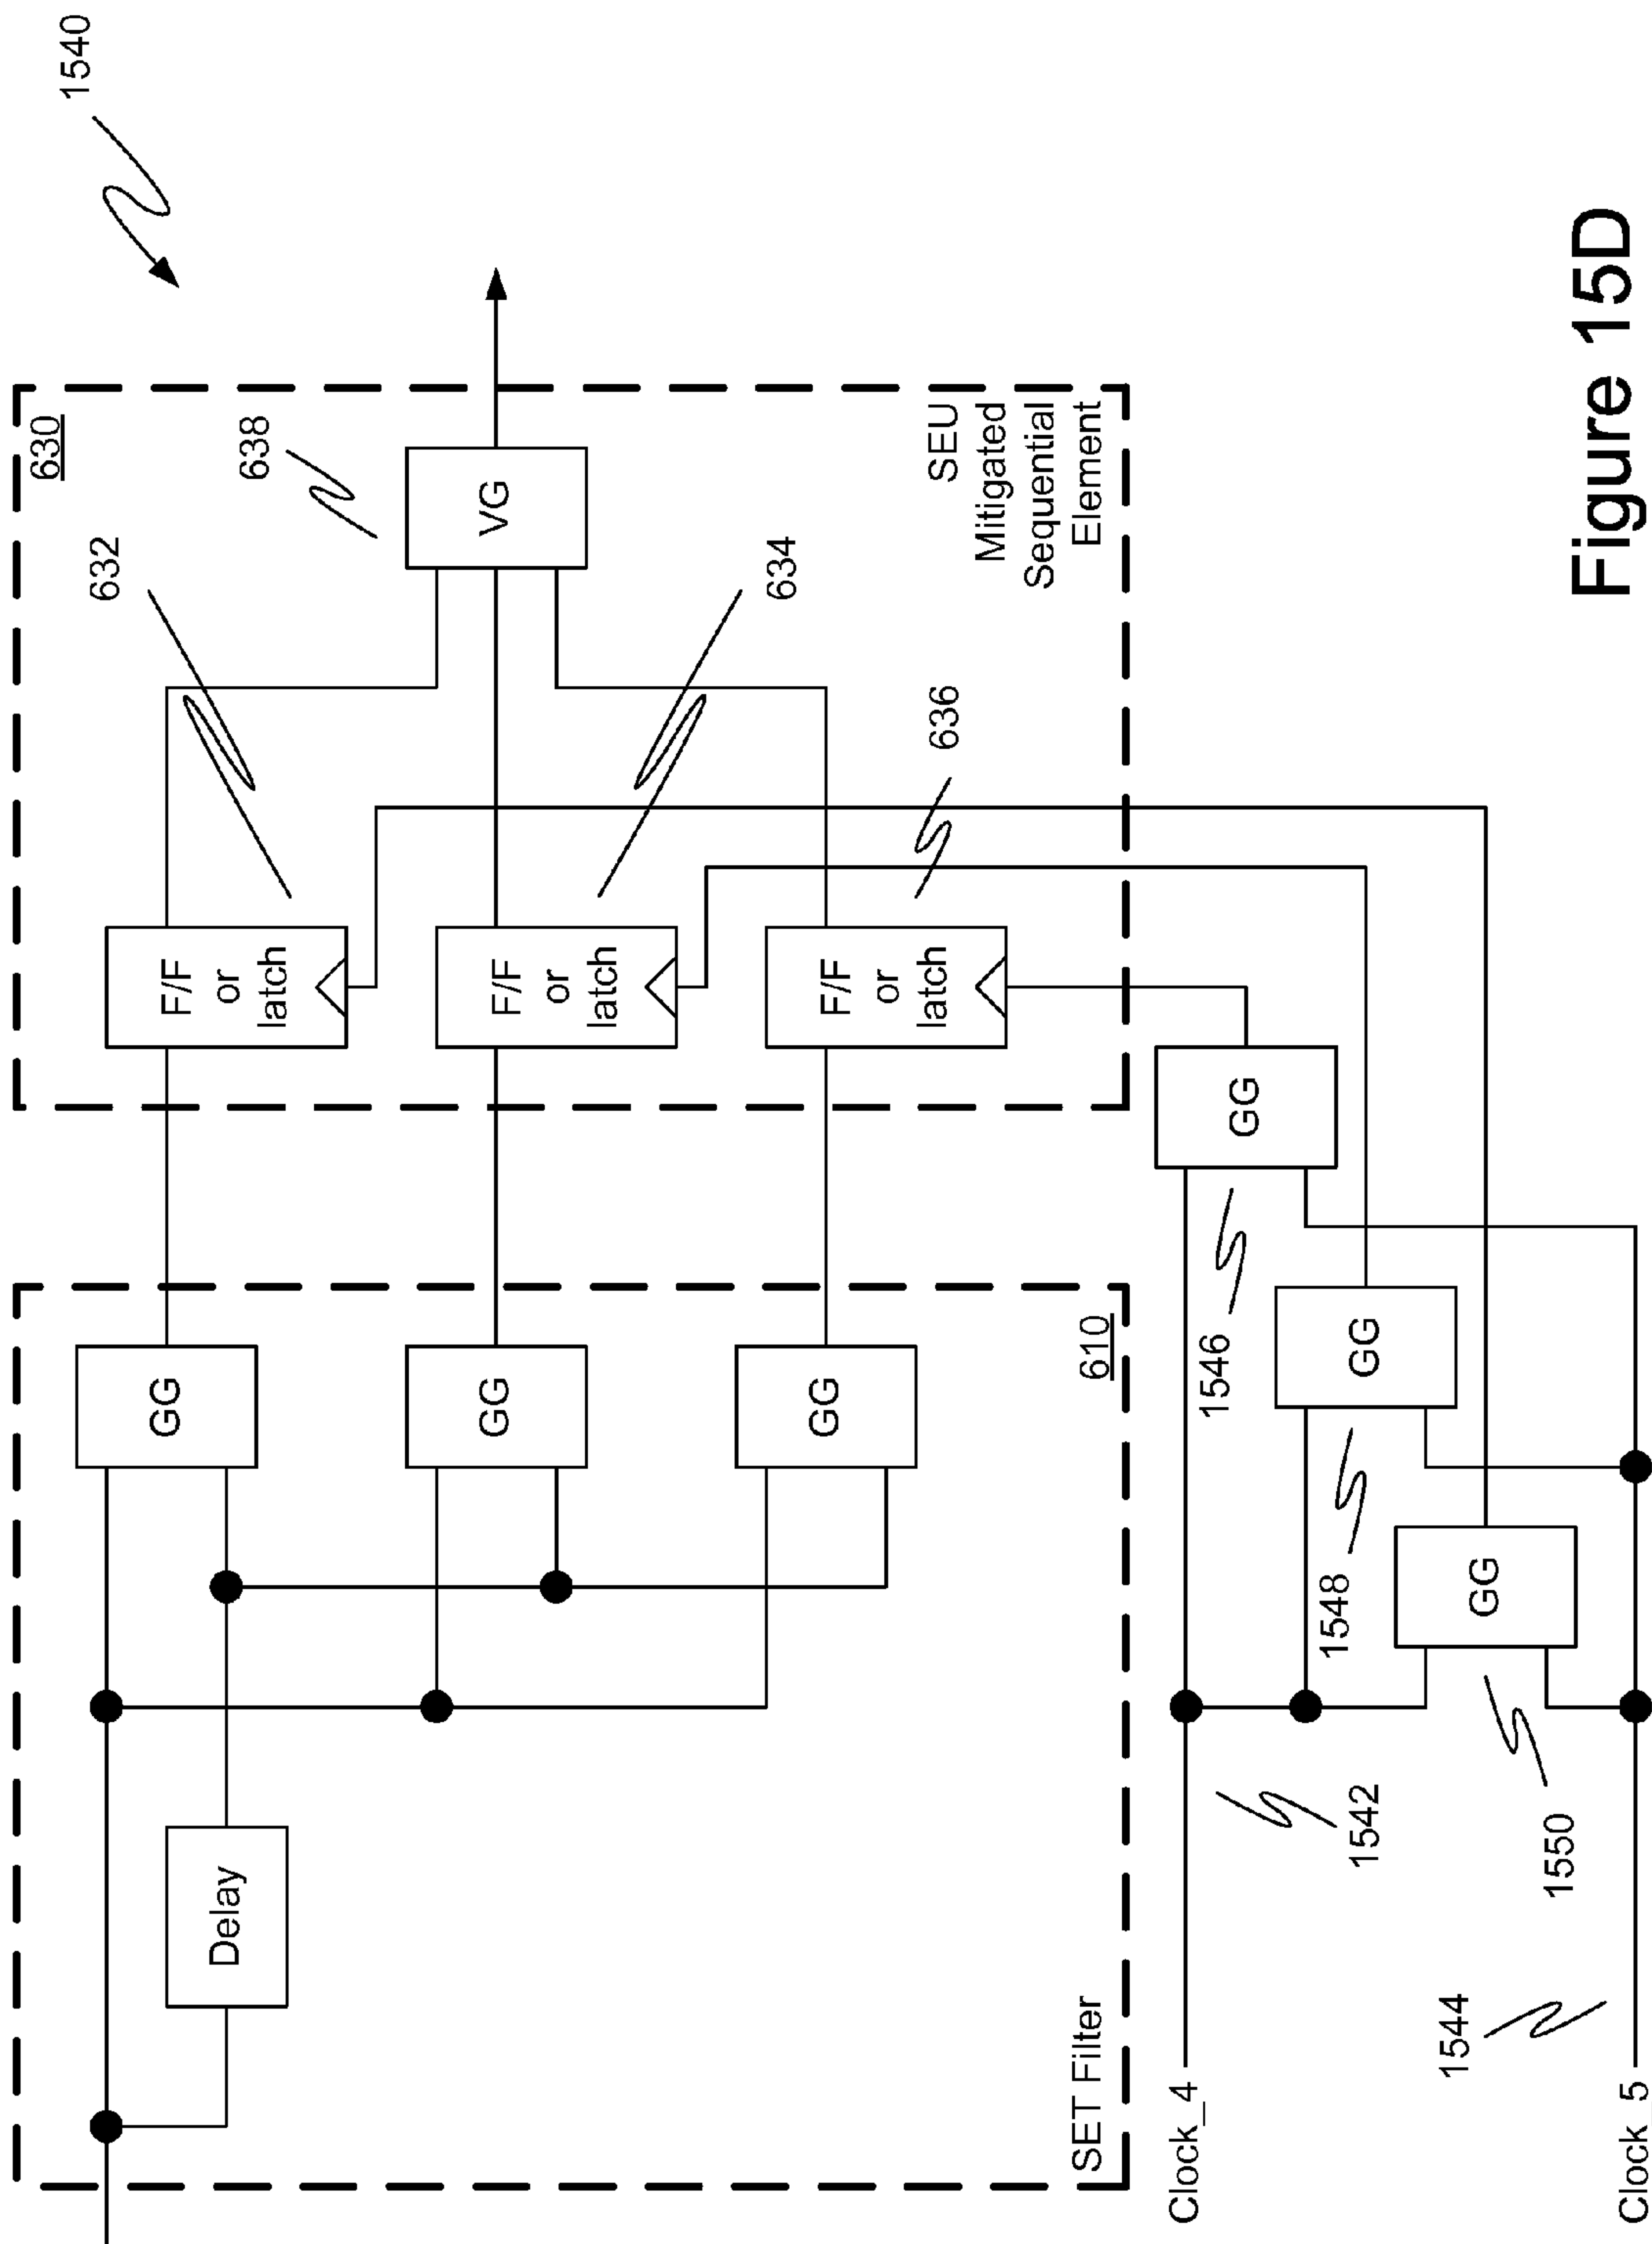 1540
630
638
632
VG
634
636
SEU
Mitigated
Sequential
Element
F/F
or
latch
F/F
or
latch
F/F
or
latch
GG
GG
GG
610
Delay
SET Filter
GG
1546
GG
1548
GG
1550
1542
1544
Clock_4
Clock_5
Figure 15D